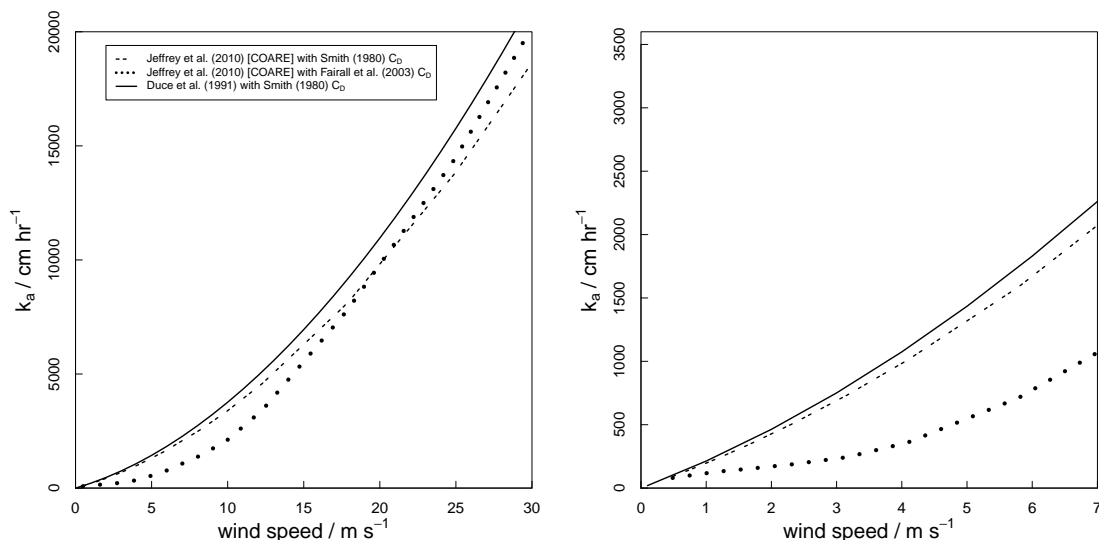 Jeffrey et al. (2010) [COARE] with Smith (1980) C_D
Jeffrey et al. (2010) [COARE] with Fairall et al. (2003) C_D
Duce et al. (1991) with Smith (1980) C_D
k_a / cm hr⁻¹
0 5000 10000 15000 20000
0 5 10 15 20 25 30
wind speed / m s⁻¹
k_a / cm hr⁻¹
0 500 1000 1500 2000 2500 3000 3500
0 1 2 3 4 5 6 7
wind speed / m s⁻¹